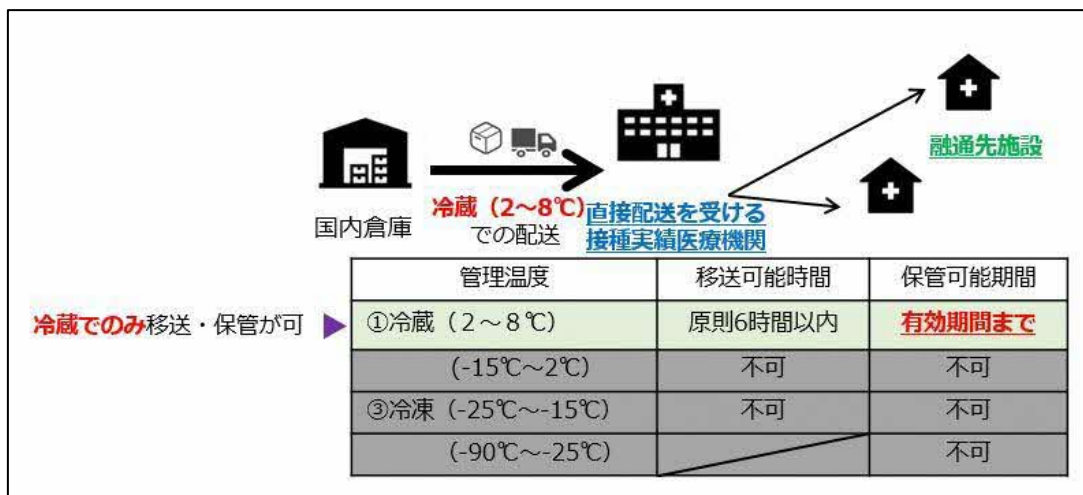 融通先施設
国内倉庫
冷蔵（2～8℃）
での配送
直接配送を受ける
接種実績医療機関
管理温度 移送可能時間 保管可能期間
冷蔵でのみ移送・保管が可
①冷蔵（2～8℃） 原則6時間以内 有効期間まで
(-15℃～2℃) 不可 不可
③冷凍（-25℃～-15℃） 不可 不可
(-90℃～-25℃) 不可